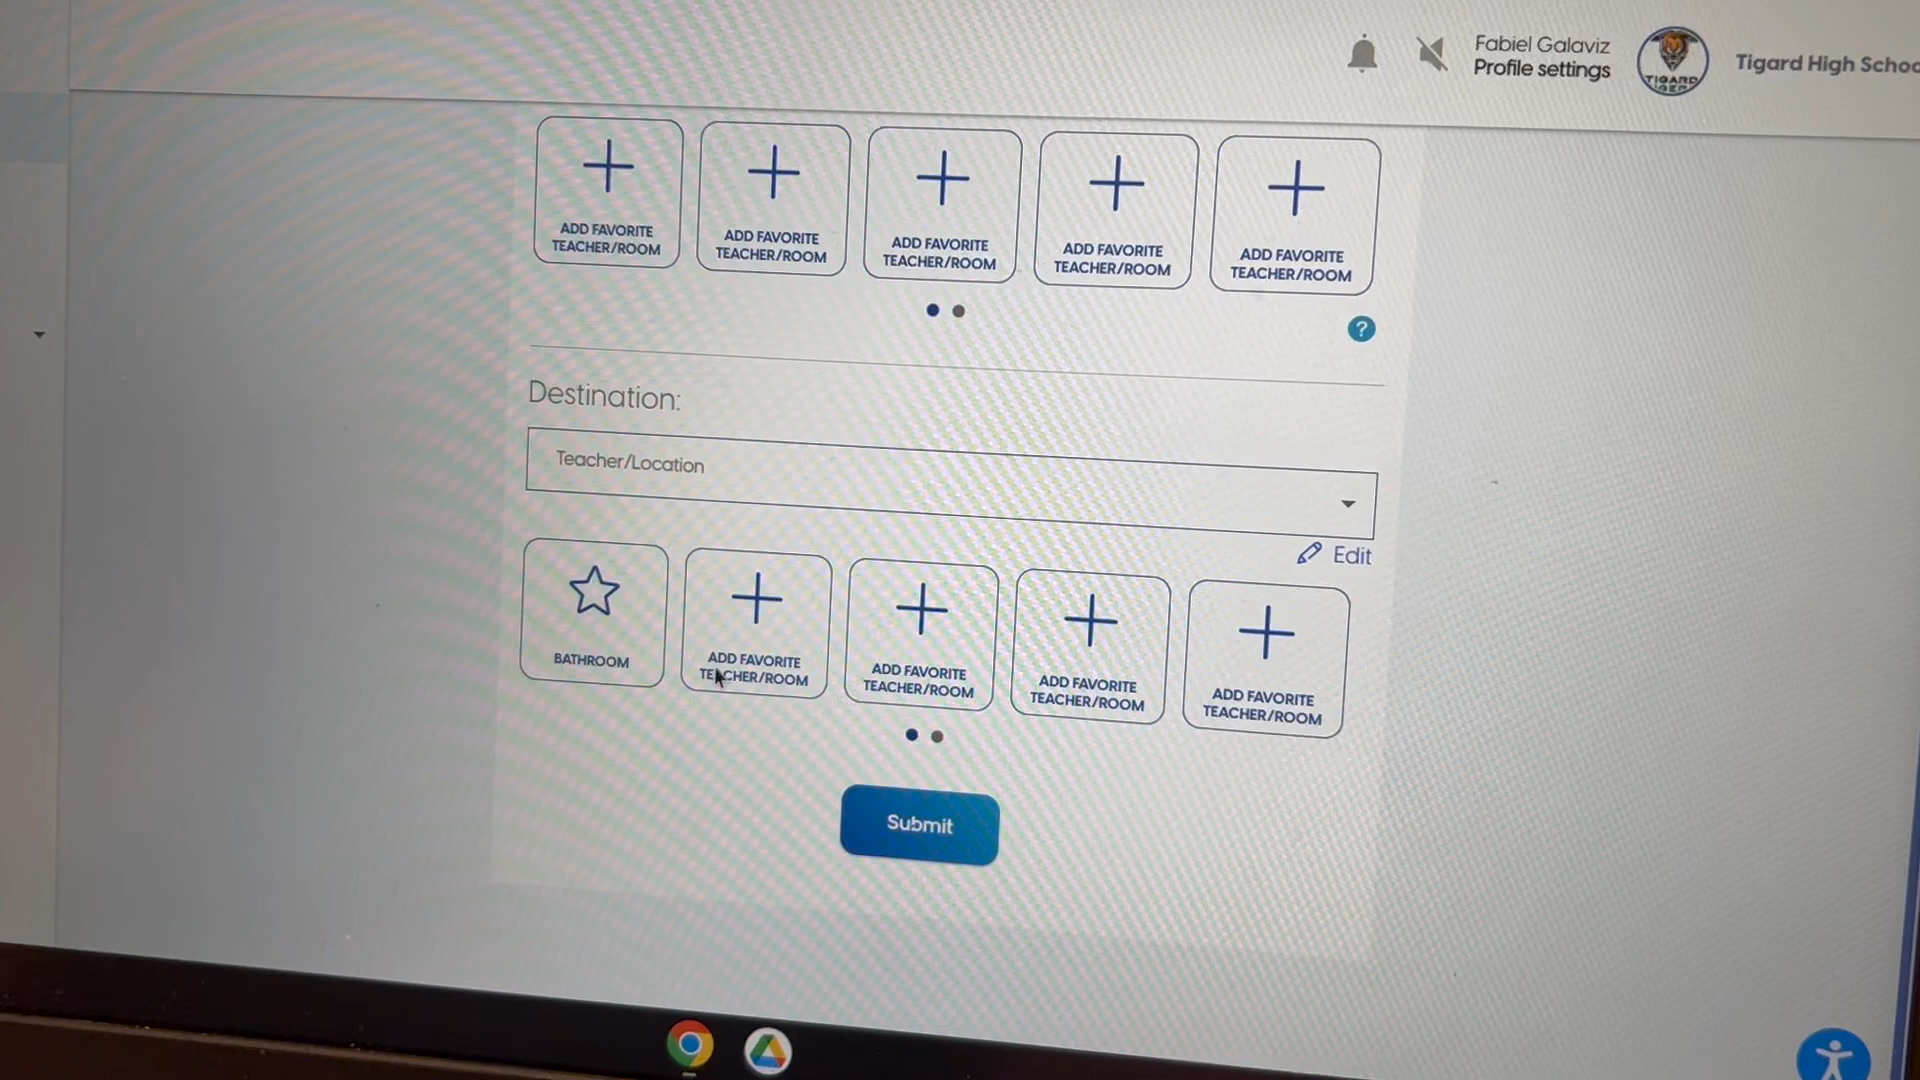 Fabiel Galaviz
Profile settings
TIGARD
TIGERS
Tigard High Schoo
ADD FAVORITE
TEACHER/ROOM
ADD FAVORITE
TEACHER/ROOM
ADD FAVORITE
TEACHER/ROOM
ADD FAVORITE
TEACHER/ROOM
ADD FAVORITE
TEACHER/ROOM
?
Destination:
Teacher/Location
Edit
BATHROOM
ADD FAVORITE
TEACHER/ROOM
ADD FAVORITE
TEACHER/ROOM
ADD FAVORITE
TEACHER/ROOM
ADD FAVORITE
TEACHER/ROOM
Submit